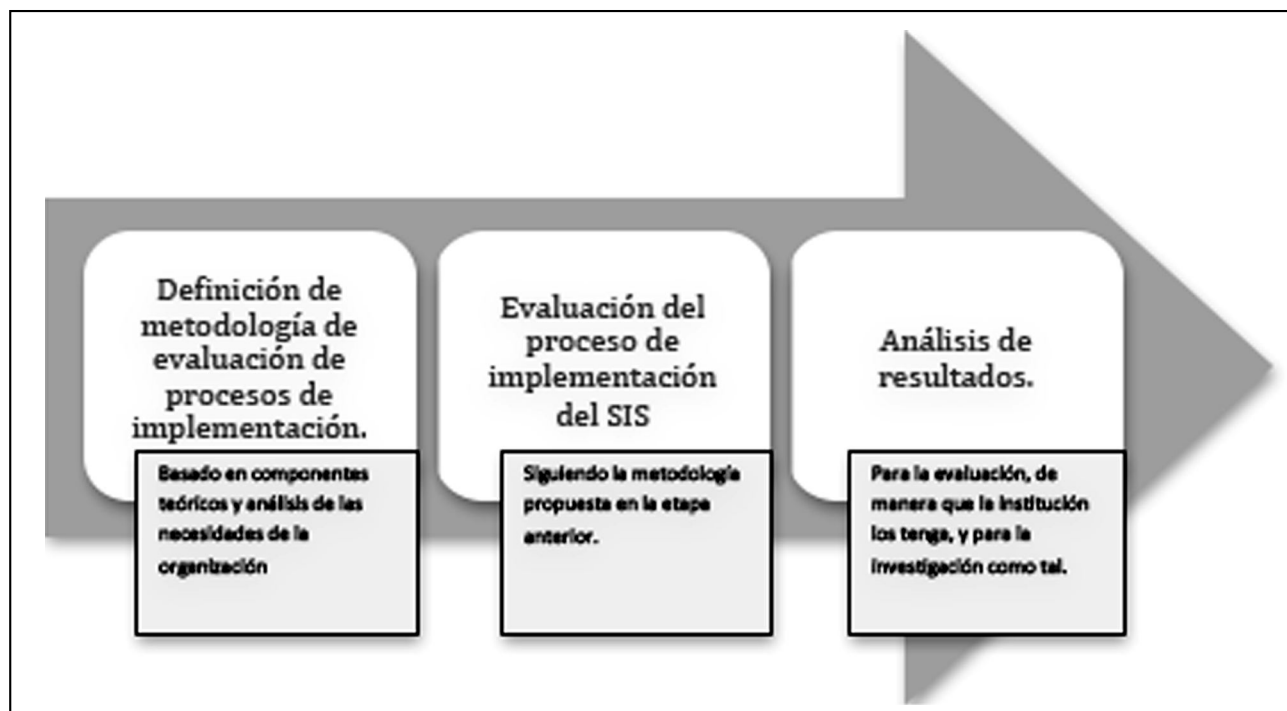 Definición de
metodología de
evaluación de
procesos de
implementación.
Basado en componentes
teóricos y análisis de las
necesidades de la
organización
Evaluación del
proceso de
implementación
del SIS
Siguiendo la metodología
propuesta en la etapa
anterior.
Análisis de
resultados.
Para la evaluación, de
manera que la institución
los tenga, y para la
investigación como tal.